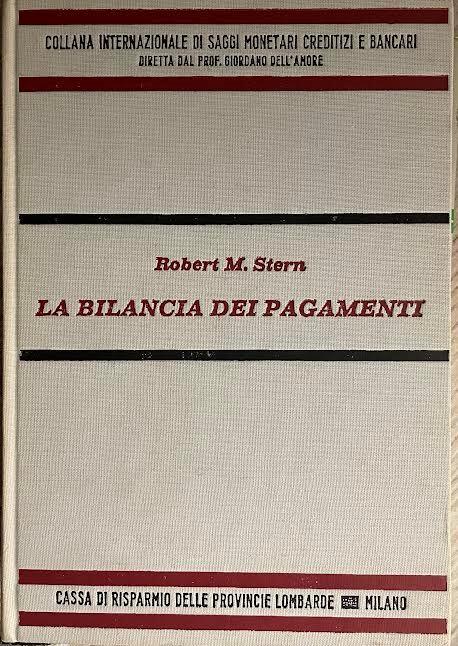 COLLANA INTERNAZIONALE DI SAGGI MONETARI CREDITIZI E BANCARI
DIRETTA DAL PROF. GIORDANO DELL'AMORE
Robert M. Stern
LA BILANCIA DEI PAGAMENTI
CASSA DI RISPARMIO DELLE PROVINCIE LOMBARDE MILANO